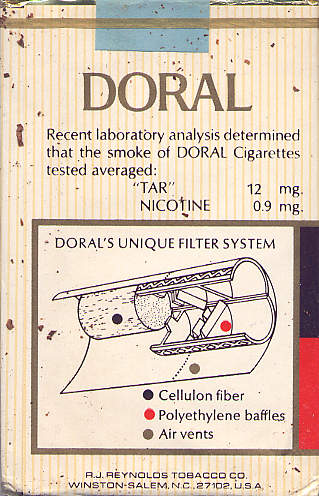 DORAL
Recent laboratory analysis determined
that the smoke of DORAL Cigarettes
tested averaged:
"TAR" 12 mg.
NICOTINE 0.9 mg.
DORAL'S UNIQUE FILTER SYSTEM
Cellulon fiber
Polyethylene baffles
Air vents
R.J. REYNOLDS TOBACCO CO.
WINSTON-SALEM, N.C. 27102, U.S.A.